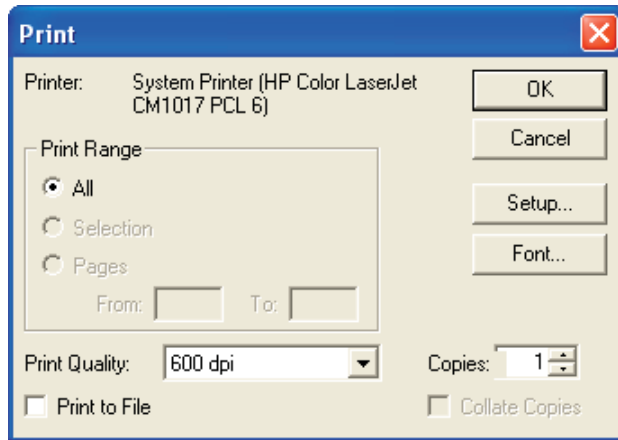 Print
Printer: System Printer (HP Color LaserJet
CM1017 PCL 6)
OK
Cancel
Print Range
All
Selection
Pages
From: To:
Setup...
Font...
Print Quality: 600 dpi
Copies: 1
Print to File
Collate Copies